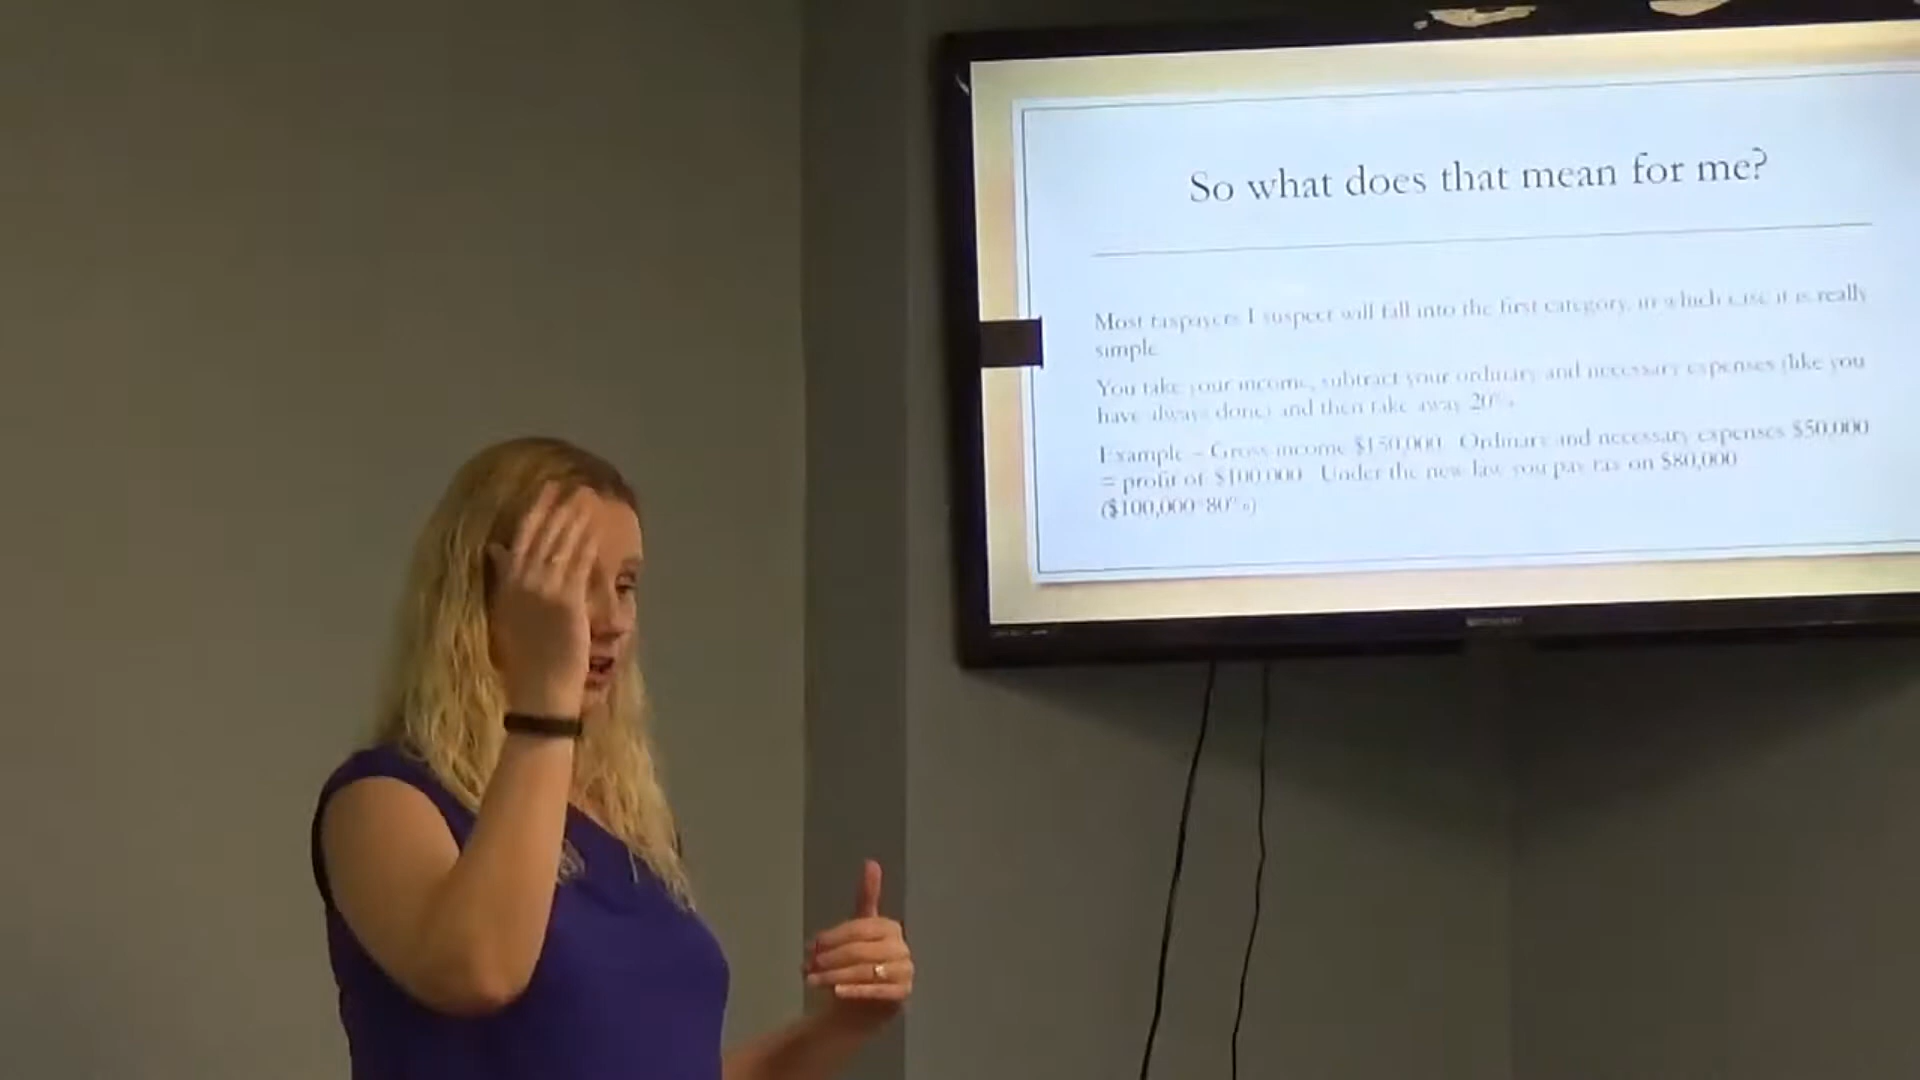 So what does that mean for me?
Most taxpayers I suspect will fall into the first category, in which case it is really
simple
You take your income, subtract your ordinary and necessary expenses (like you
have always done) and then take away 20%.
Example – Gross income $150,000 Ordinary and necessary expenses $50,000
= profit of $100,000 Under the new law you pay tax on $80,000
($100,000*80%)